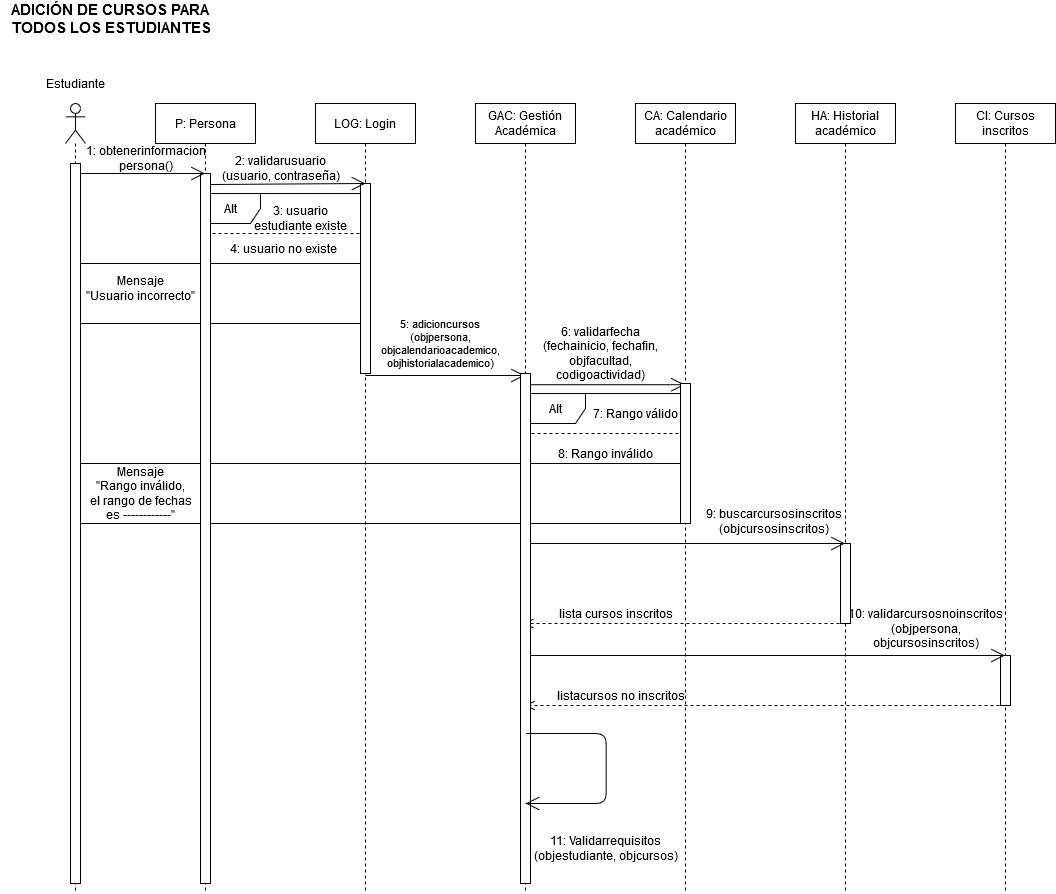 ADICIÓN DE CURSOS PARA
TODOS LOS ESTUDIANTES
Estudiante
P: Persona
LOG: Login
GAC: Gestión
Académica
CA: Calendario
académico
HA: Historial
académico
CI: Cursos
inscritos
1: obtenerinformacion
persona()
2: validarusuario
(usuario, contraseña)
Alt
3: usuario
estudiante existe
4: usuario no existe
Mensaje
"Usuario incorrecto"
5: adicioncursos
(objpersona,
objcalendarioacademico,
objhistorialacademico)
6: validarfecha
(fechainicio, fechafin,
objfacultad,
codigoactividad)
Alt
7: Rango válido
8: Rango inválido
Mensaje
"Rango inválido,
el rango de fechas
es ------------"
9: buscarcursosinscritos
(objcursosinscritos)
lista cursos inscritos
10: validarcursosnoinscritos
(objpersona,
objcursosinscritos)
listacursos no inscritos
11: Validarrequisitos
(objestudiante, objcursos)